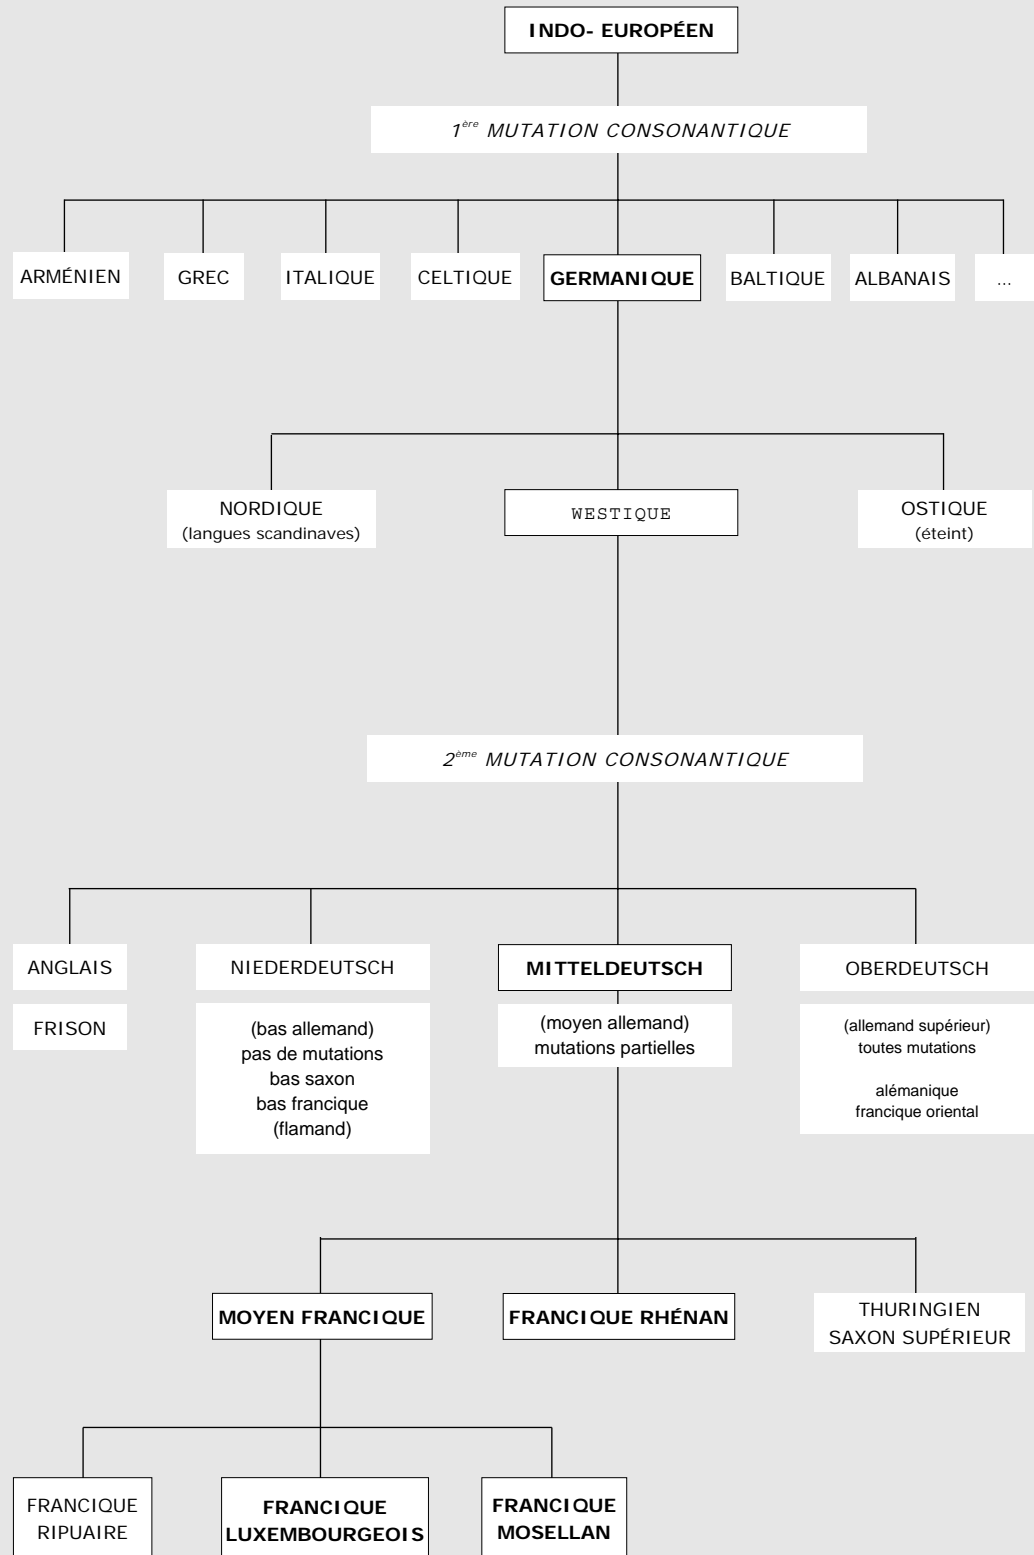 INDO- EUROPÉEN
1ère MUTATION CONSONANTIQUE
ARMÉNIEN
GREC
ITALIQUE
CELTIQUE
GERMANIQUE
BALTIQUE
ALBANAIS
...
NORDIQUE
(langues scandinaves)
WESTIQUE
OSTIQUE
(éteint)
2ème MUTATION CONSONANTIQUE
ANGLAIS
FRISON
NIEDERDEUTSCH
(bas allemand)
pas de mutations
bas saxon
bas francique
(flamand)
MITTELDEUTSCH
(moyen allemand)
mutations partielles
OBERDEUTSCH
(allemand supérieur)
toutes mutations
alémanique
francique oriental
MOYEN FRANCIQUE
FRANCIQUE RHÉNAN
THURINGIEN
SAXON SUPÉRIEUR
FRANCIQUE
RIPUAIRE
FRANCIQUE
LUXEMBOURGEOIS
FRANCIQUE
MOSELLAN